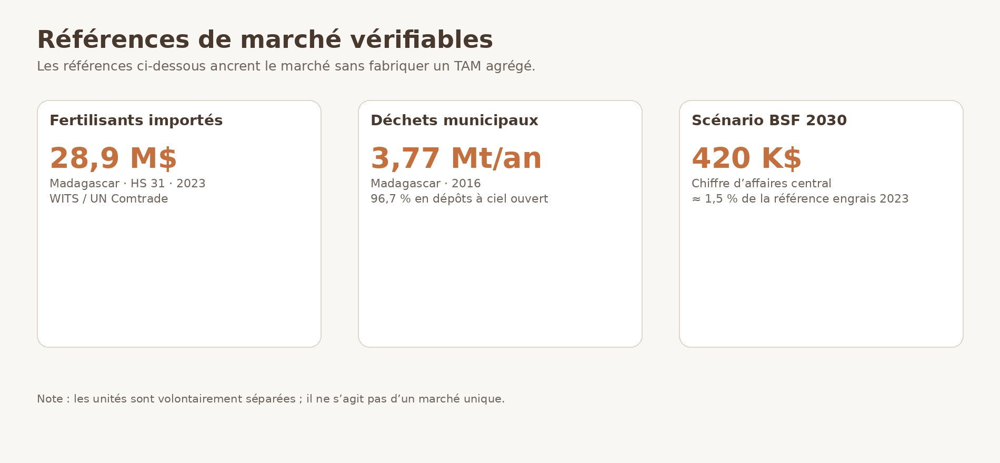 Références de marché vérifiables
Les références ci-dessous ancrent le marché sans fabriquer un TAM agrégé.
Fertilisants importés
28,9 M$
Madagascar · HS 31 · 2023
WITS / UN Comtrade
Déchets municipaux
3,77 Mt/an
Madagascar · 2016
96,7 % en dépôts à ciel ouvert
Scénario BSF 2030
420 K$
Chiffre d’affaires central
≈ 1,5 % de la référence engrais 2023
Note : les unités sont volontairement séparées ; il ne s’agit pas d’un marché unique.